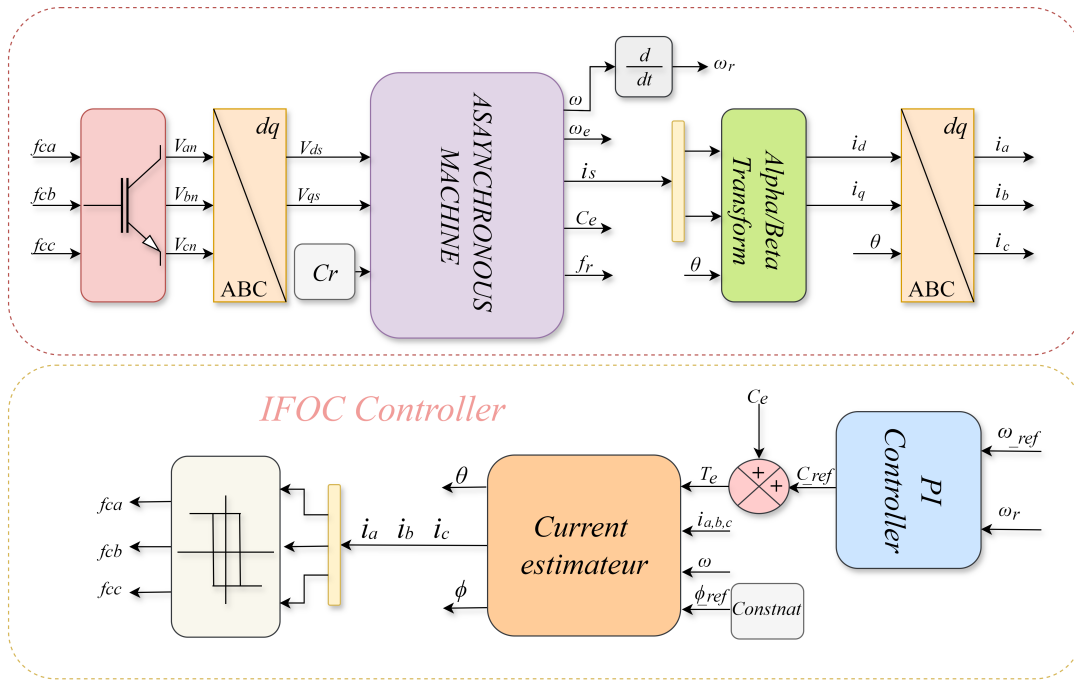 fca
fcb
fcc
V_an
V_bn
V_cn
dq
ABC
V_ds
V_qs
Cr
ASAYNCHRONOUS
MACHINE
ω
d
dt
ω_r
ω_e
i_s
C_e
f_r
θ
Alpha/Beta
Transform
i_d
i_q
θ
dq
ABC
i_a
i_b
i_c
IFOC Controller
fca
fcb
fcc
i_a i_b i_c
θ
ϕ
Current
estimateur
T_e
i_a,b,c
ω
ϕ_ref
Constnat
C_e
+
+
C_ref
PI
Controller
ω_ref
ω_r